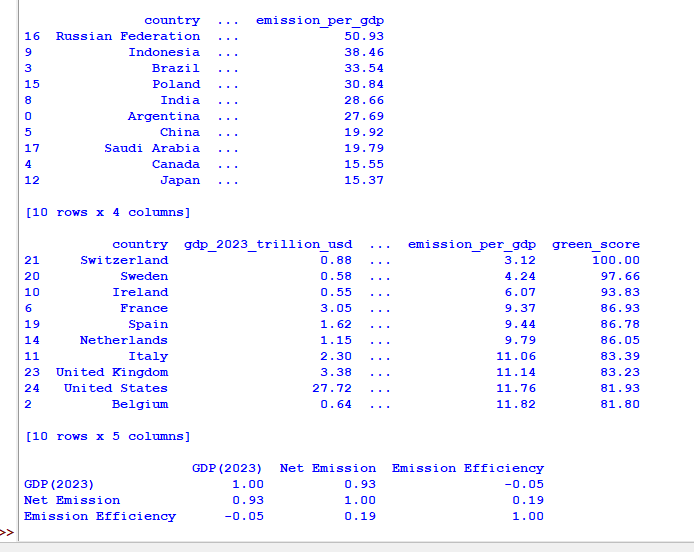 country ... emission_per_gdp
16 Russian Federation ... 50.93
9 Indonesia ... 38.46
3 Brazil ... 33.54
15 Poland ... 30.84
8 India ... 28.66
0 Argentina ... 27.69
5 China ... 19.92
17 Saudi Arabia ... 19.79
4 Canada ... 15.55
12 Japan ... 15.37
[10 rows x 4 columns]
country gdp_2023_trillion_usd ... emission_per_gdp green_score
21 Switzerland 0.88 ... 3.12 100.00
20 Sweden 0.58 ... 4.24 97.66
10 Ireland 0.55 ... 6.07 93.83
6 France 3.05 ... 9.37 86.93
19 Spain 1.62 ... 9.44 86.78
14 Netherlands 1.15 ... 9.79 86.05
11 Italy 2.30 ... 11.06 83.39
23 United Kingdom 3.38 ... 11.14 83.23
24 United States 27.72 ... 11.76 81.93
2 Belgium 0.64 ... 11.82 81.80
[10 rows x 5 columns]
GDP(2023) Net Emission Emission Efficiency
GDP(2023) 1.00 0.93 -0.05
Net Emission 0.93 1.00 0.19
Emission Efficiency -0.05 0.19 1.00
>>